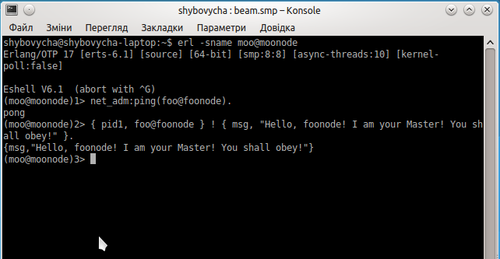 shybovycha : beam.smp – Konsole
Файл Зміни Перегляд Закладки Параметри Довідка
shybovycha@shybovycha-laptop:~$ erl -sname moo@moonode
Erlang/OTP 17 [erts-6.1] [source] [64-bit] [smp:8:8] [async-threads:10] [kernel-
poll:false]
Eshell V6.1  (abort with ^G)
(moo@moonode)1> net_adm:ping(foo@foonode).
pong
(moo@moonode)2> { pid1, foo@foonode } ! { msg, "Hello, foonode! I am your Master! You sh
all obey!" }.
{msg,"Hello, foonode! I am your Master! You shall obey!"}
(moo@moonode)3>